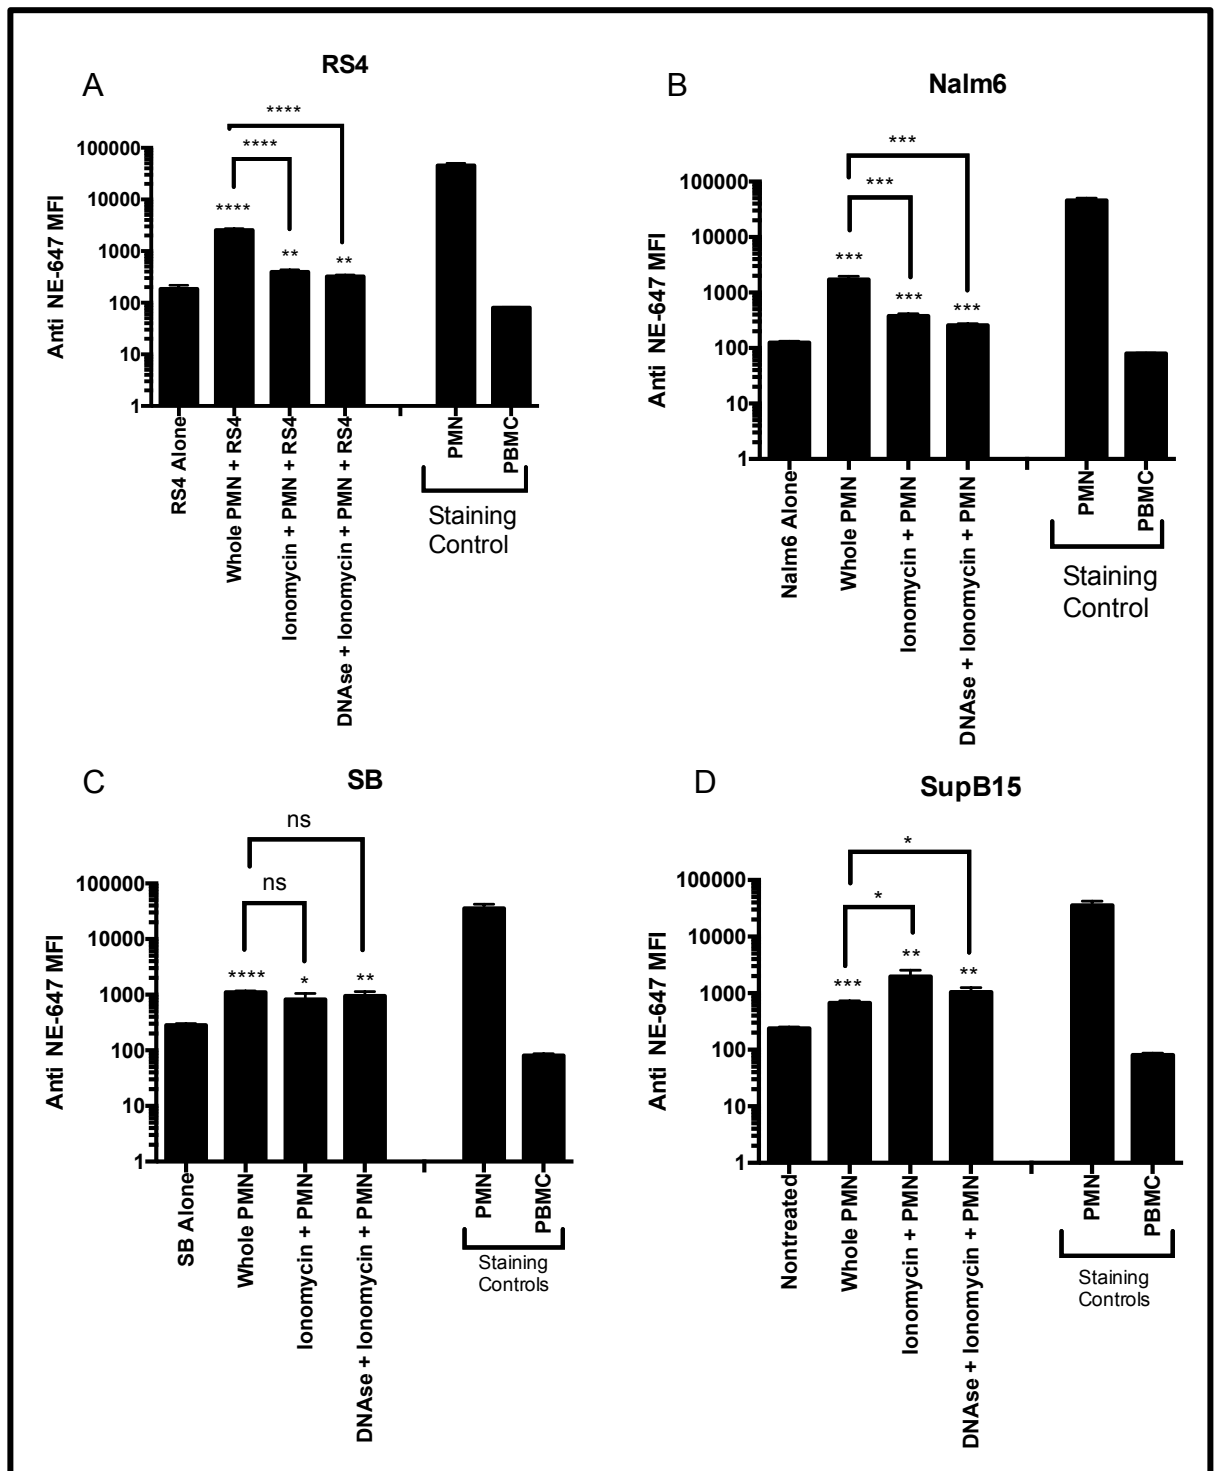 A
RS4
****
****
****
**
**
Anti NE-647 MFI
100000
10000
1000
100
10
1
RS4 Alone
Whole PMN + RS4
Ionomycin + PMN + RS4
DNAse + Ionomycin + PMN + RS4
PMN
PBMC
Staining
Control
B
Nalm6
***
***
***
***
***
Anti NE-647 MFI
100000
10000
1000
100
10
1
Nalm6 Alone
Whole PMN
Ionomycin + PMN
DNAse + Ionomycin + PMN
PMN
PBMC
Staining
Control
C
SB
ns
ns
****
*
**
Anti NE-647 MFI
100000
10000
1000
100
10
1
SB Alone
Whole PMN
Ionomycin + PMN
DNAse + Ionomycin + PMN
PMN
PBMC
Staining
Controls
D
SupB15
*
*
***
**
**
Anti NE-647 MFI
100000
10000
1000
100
10
1
Nontreated
Whole PMN
Ionomycin + PMN
DNAse + Ionomycin + PMN
PMN
PBMC
Staining
Controls